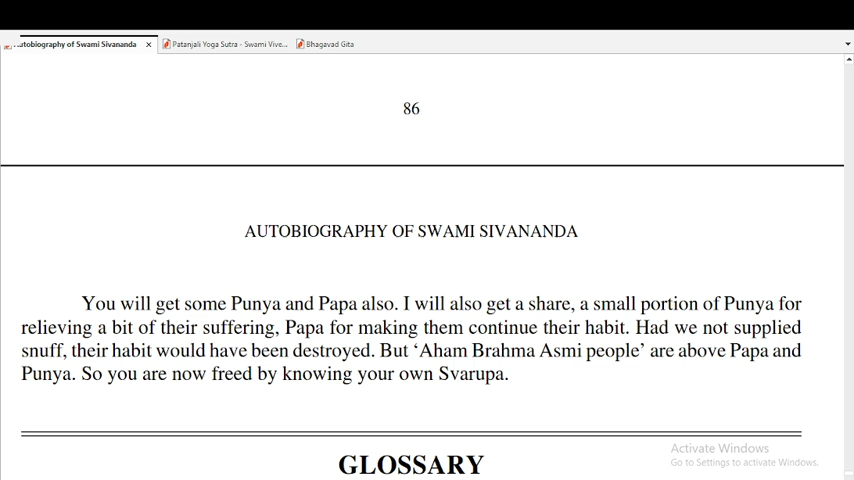 Autobiography of Swami Sivananda × Patanjali Yoga Sutra - Swami Vive... Bhagavad Gita
86
AUTOBIOGRAPHY OF SWAMI SIVANANDA
You will get some Punya and Papa also. I will also get a share, a small portion of Punya for
relieving a bit of their suffering, Papa for making them continue their habit. Had we not supplied
snuff, their habit would have been destroyed. But ‘Aham Brahma Asmi people’ are above Papa and
Punya. So you are now freed by knowing your own Svarupa.
GLOSSARY
Activate Windows
Go to Settings to activate Windows.